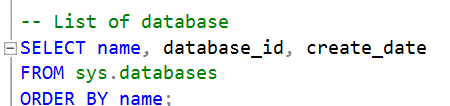 -- List of database
SELECT name, database_id, create_date
FROM sys.databases
ORDER BY name;